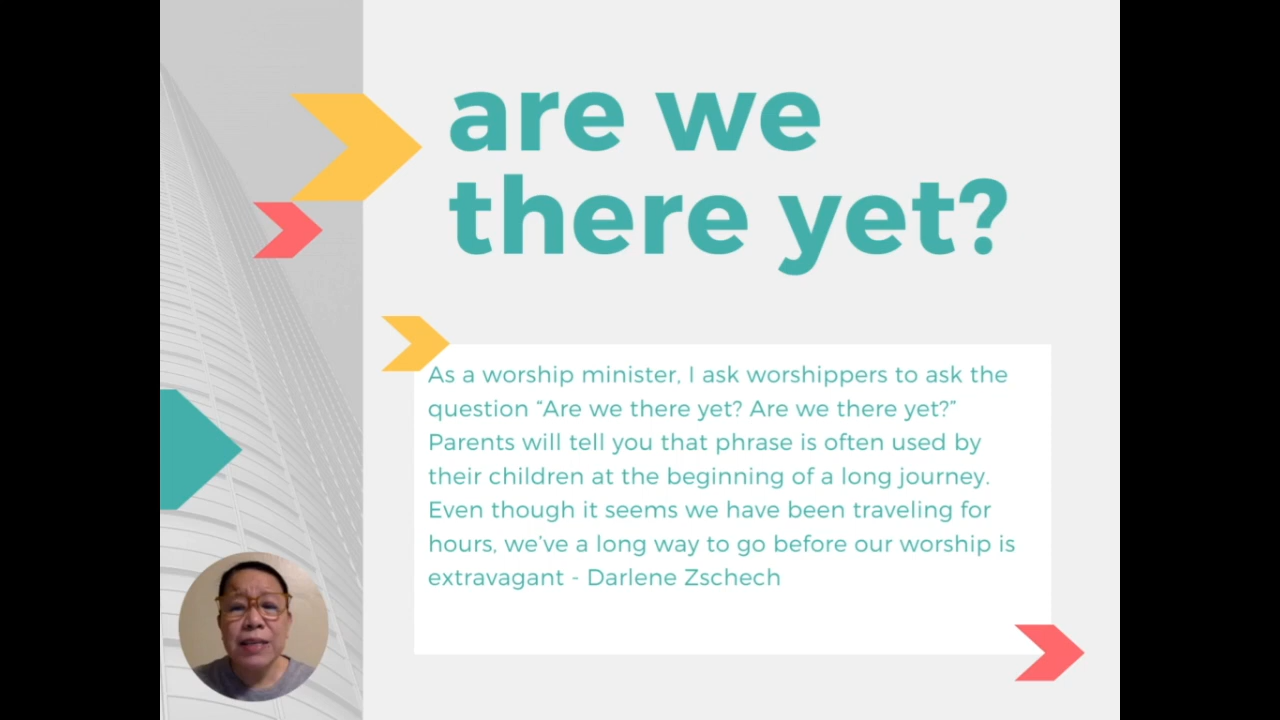 are we
there yet?
As a worship minister, I ask worshippers to ask the
question “Are we there yet? Are we there yet?”
Parents will tell you that phrase is often used by
their children at the beginning of a long journey.
Even though it seems we have been traveling for
hours, we’ve a long way to go before our worship is
extravagant - Darlene Zschech